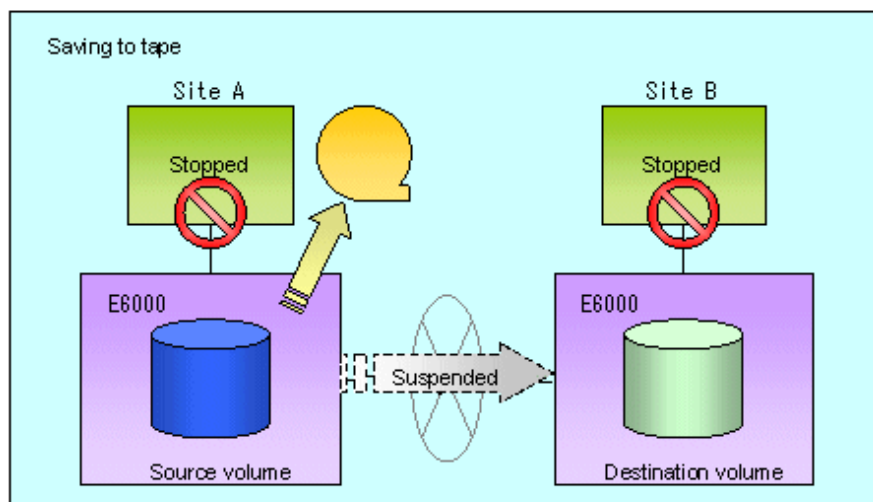 Saving to tape
Site A
Site B
Stopped
Stopped
E6000
E6000
Suspended
Source volume
Destination volume